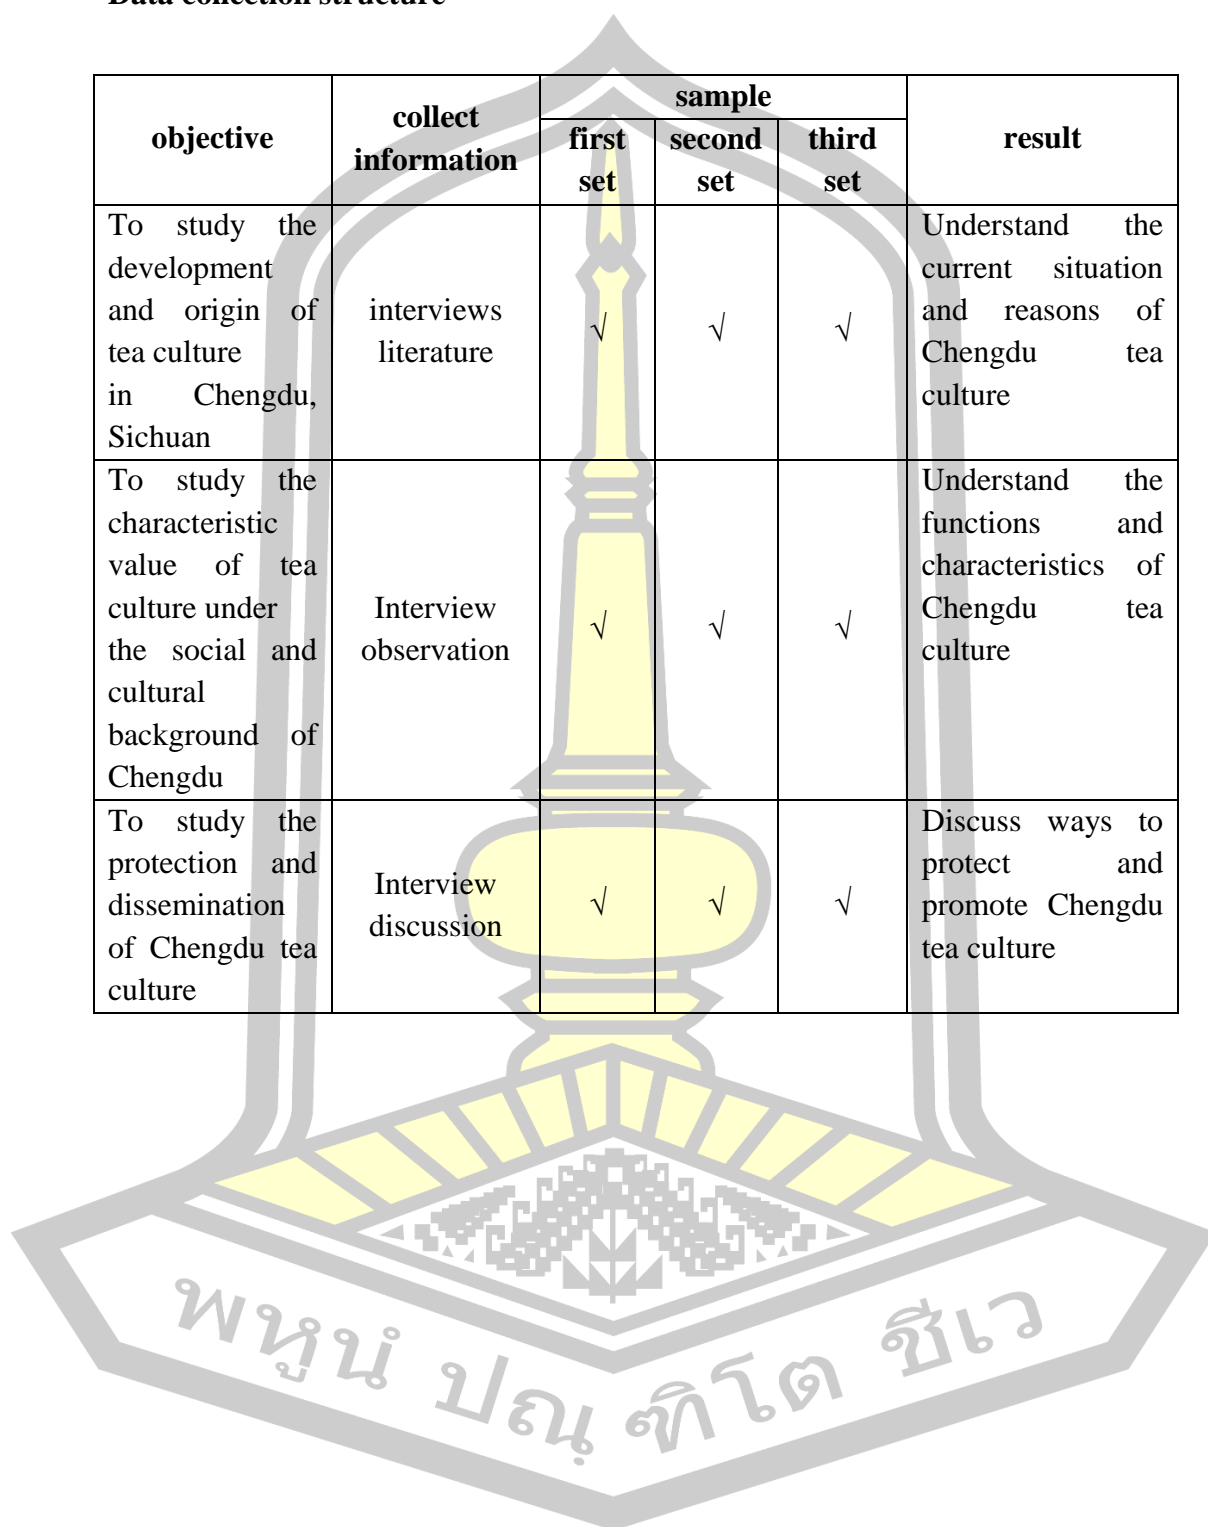 Data collection structure
objective
collect
information
sample
first
set
second
set
third
set
result
To study the
development
and origin of
tea culture
in Chengdu,
Sichuan
interviews
literature
√
√
√
Understand the
current situation
and reasons of
Chengdu tea
culture
To study the
characteristic
value of tea
culture under
the social and
cultural
background of
Chengdu
Interview
observation
√
√
√
Understand the
functions and
characteristics of
Chengdu tea
culture
To study the
protection and
dissemination
of Chengdu tea
culture
Interview
discussion
√
√
√
Discuss ways to
protect and
promote Chengdu
tea culture
พหูนํ ปณฺฑิโต ชีเว